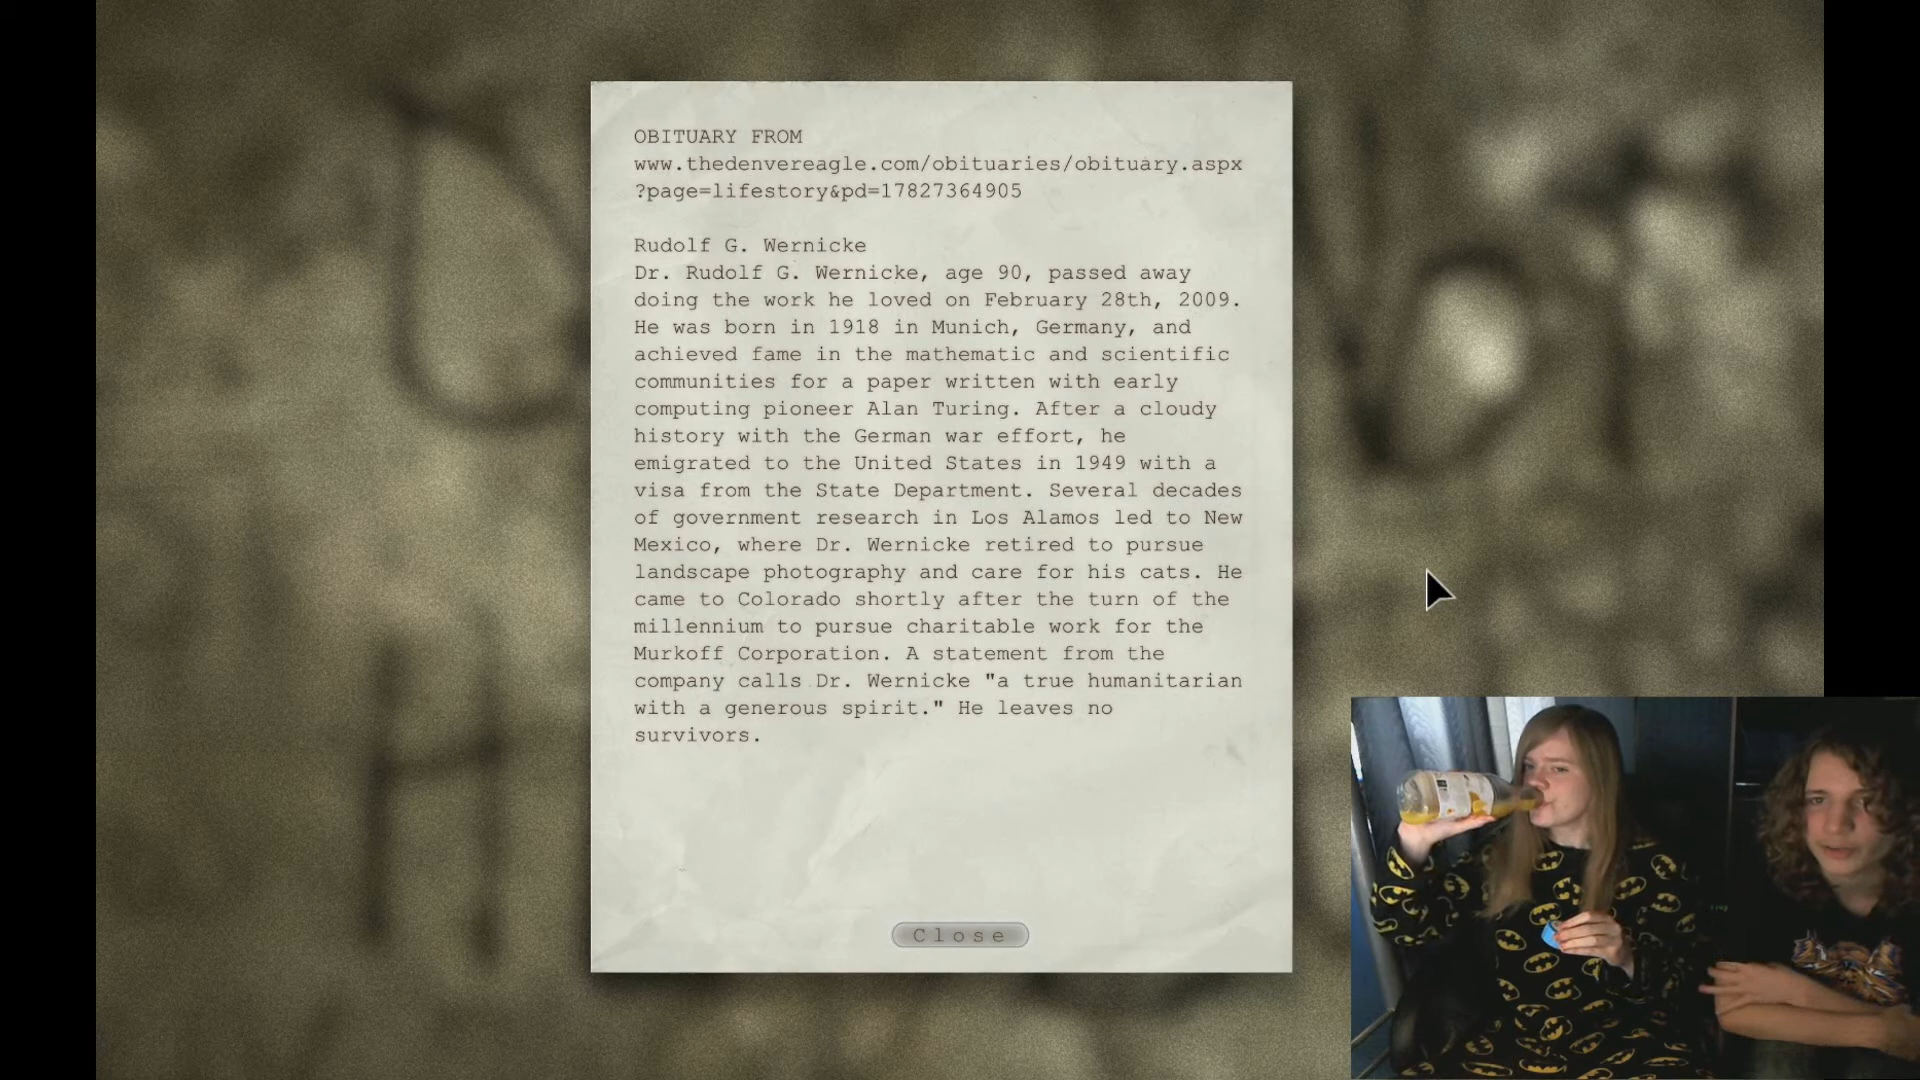 OBITUARY FROM
www.thedenvereagle.com/obituaries/obituary.aspx
?page=lifestory&pd=17827364905
Rudolf G. Wernicke
Dr. Rudolf G. Wernicke, age 90, passed away
doing the work he loved on February 28th, 2009.
He was born in 1918 in Munich, Germany, and
achieved fame in the mathematic and scientific
communities for a paper written with early
computing pioneer Alan Turing. After a cloudy
history with the German war effort, he
emigrated to the United States in 1949 with a
visa from the State Department. Several decades
of government research in Los Alamos led to New
Mexico, where Dr. Wernicke retired to pursue
landscape photography and care for his cats. He
came to Colorado shortly after the turn of the
millennium to pursue charitable work for the
Murkoff Corporation. A statement from the
company calls Dr. Wernicke "a true humanitarian
with a generous spirit." He leaves no
survivors.
Close